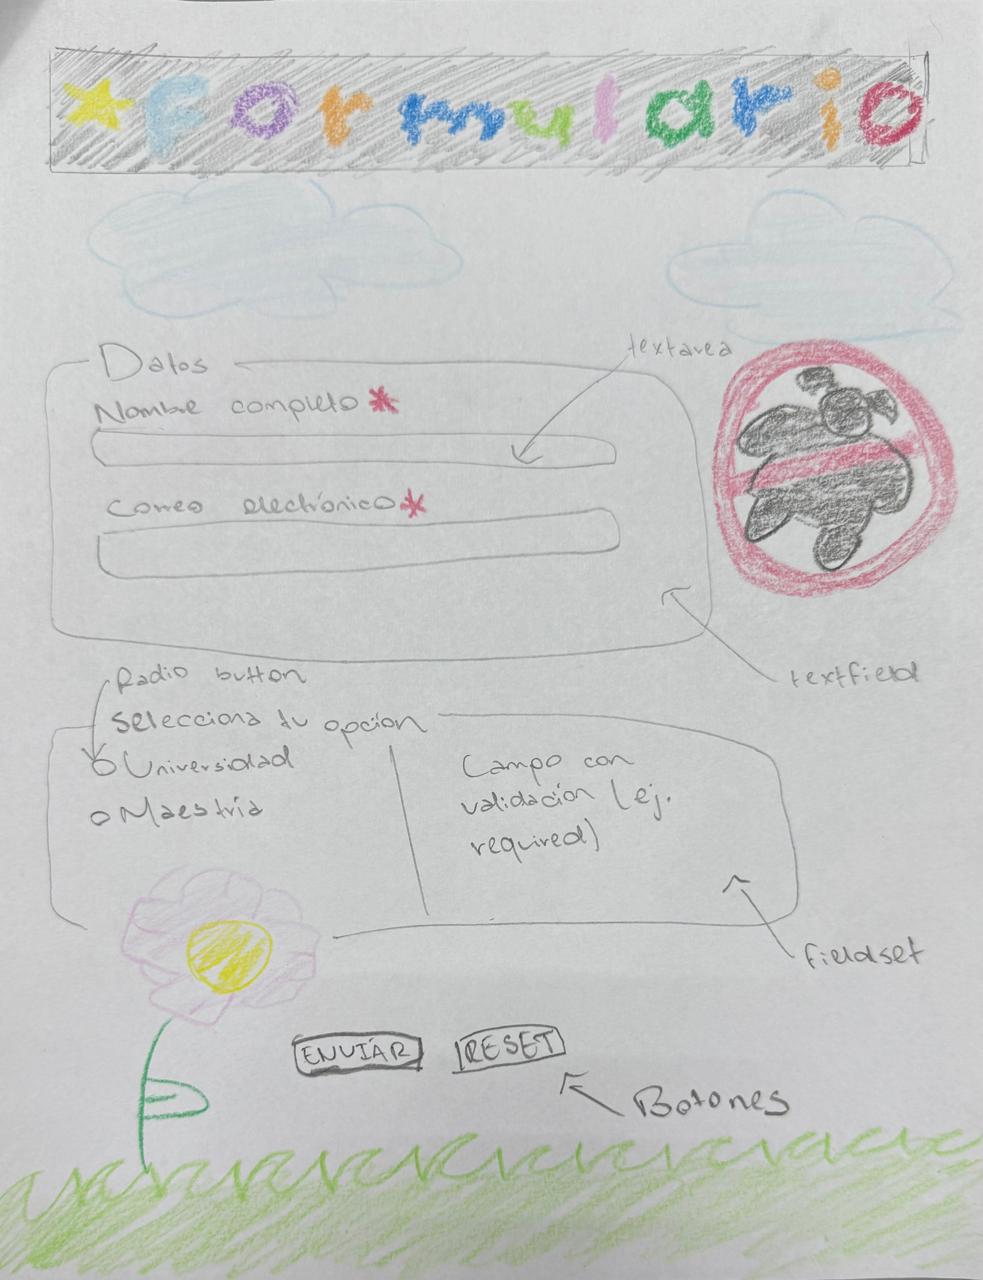 Formulario
Datos
textarea
Nombre completo *
Correo electrónico *
textfield
Radio button
selecciona tu opción
Universidad
Maestría
Campo con
validación (ej.
required)
fieldset
ENVIAR
RESET
Botones